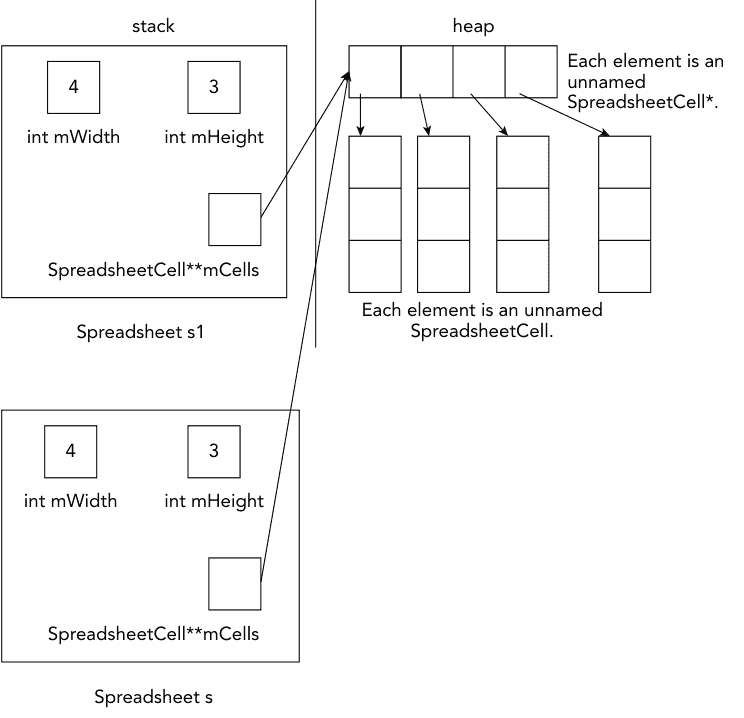 stack
heap
4
3
int mWidth
int mHeight
SpreadsheetCell**mCells
Spreadsheet s1
Each element is an
unnamed
SpreadsheetCell*.
Each element is an unnamed
SpreadsheetCell.
4
3
int mWidth
int mHeight
SpreadsheetCell**mCells
Spreadsheet s